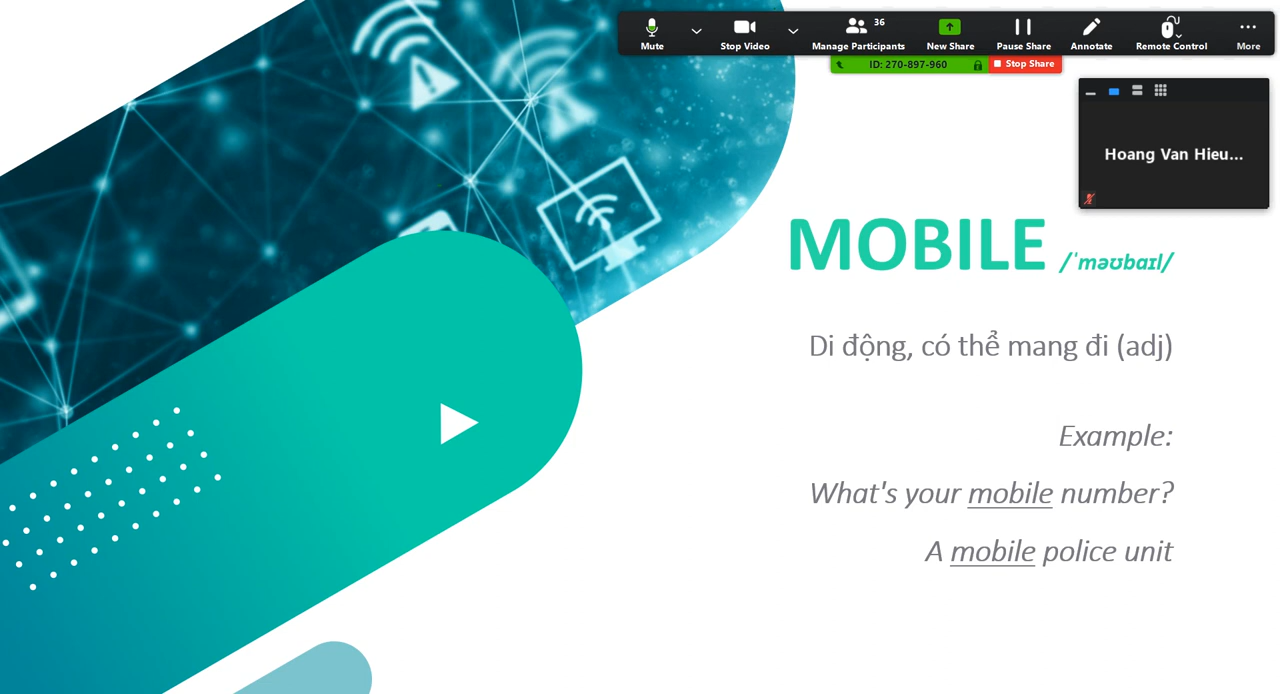 Mute
Stop Video
Manage Participants
36
New Share
Pause Share
Annotate
Remote Control
More
ID: 270-897-960
Stop Share
Hoang Van Hieu...
MOBILE /ˈməʊbaɪl/
Di động, có thể mang đi (adj)
Example:
What's your mobile number?
A mobile police unit